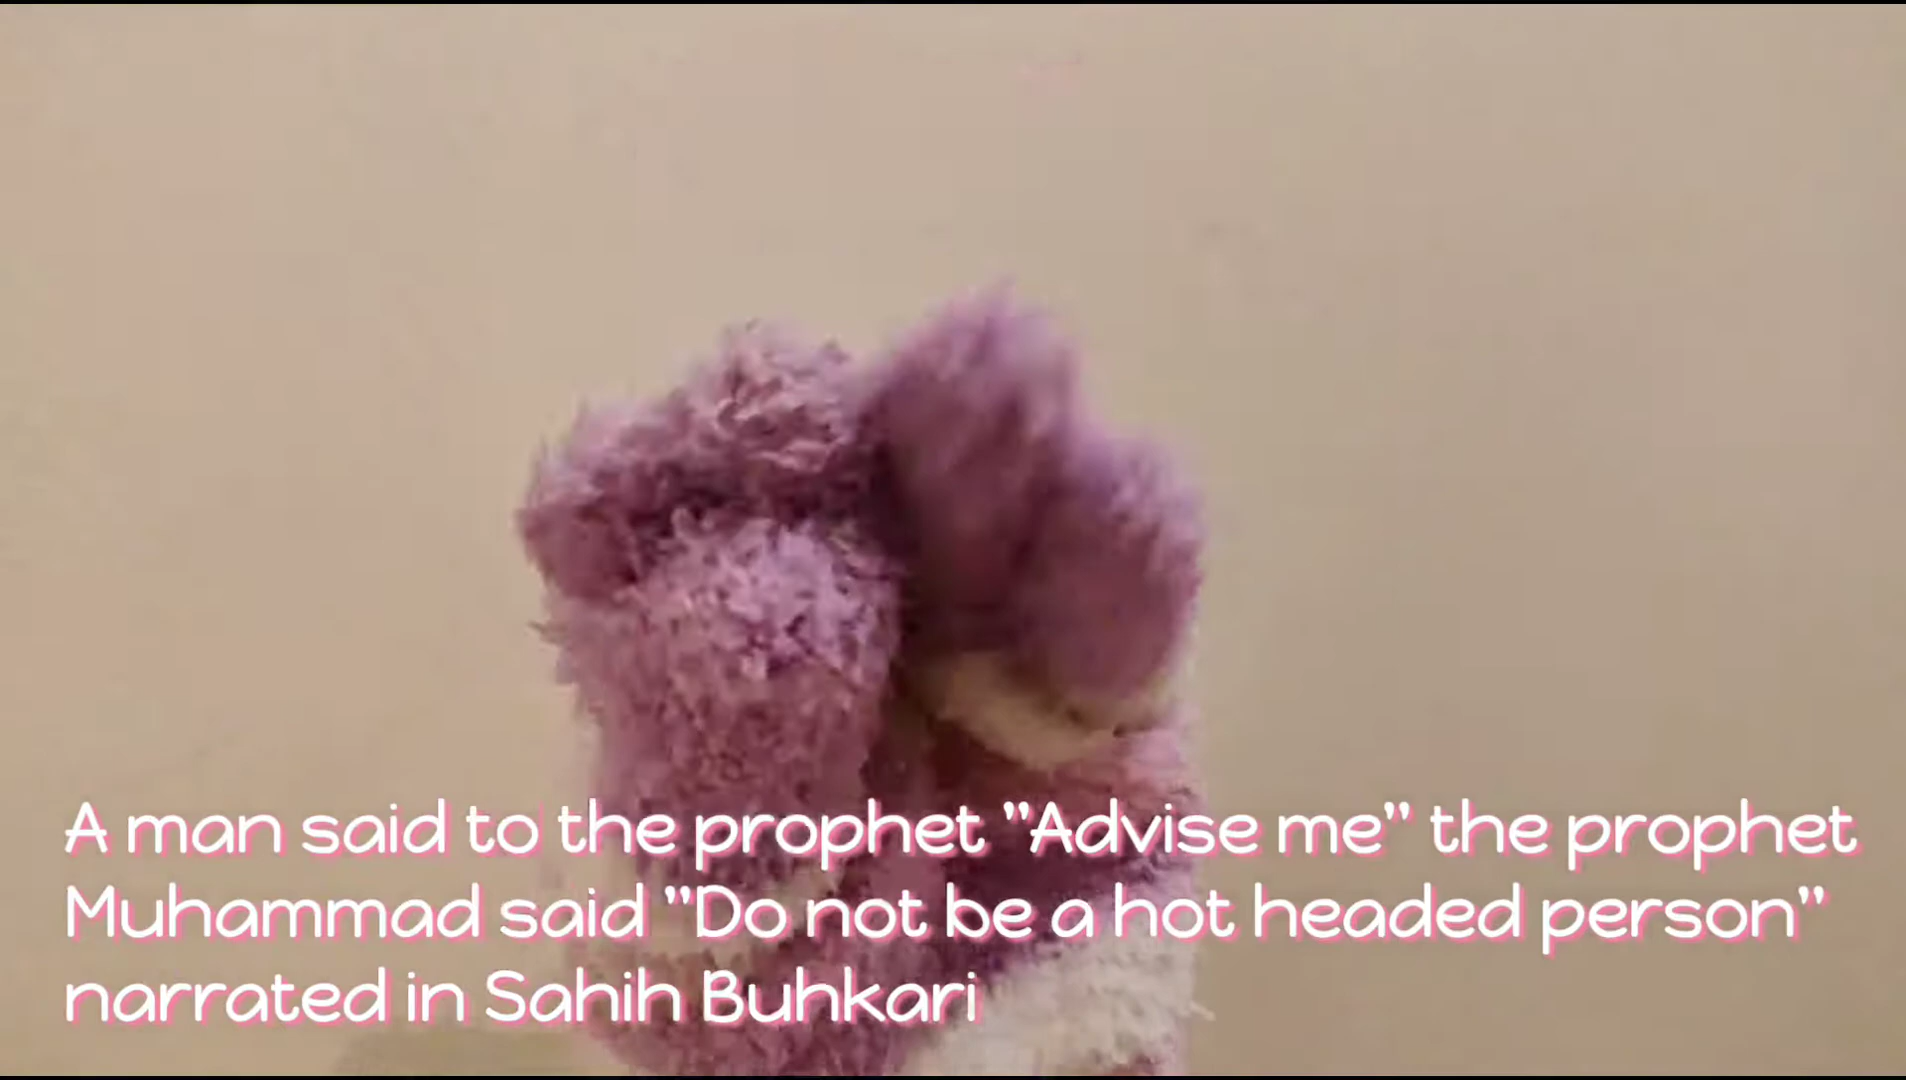 A man said to the prophet "Advise me" the prophet
Muhammad said "Do not be a hot headed person"
narrated in Sahih Buhkari